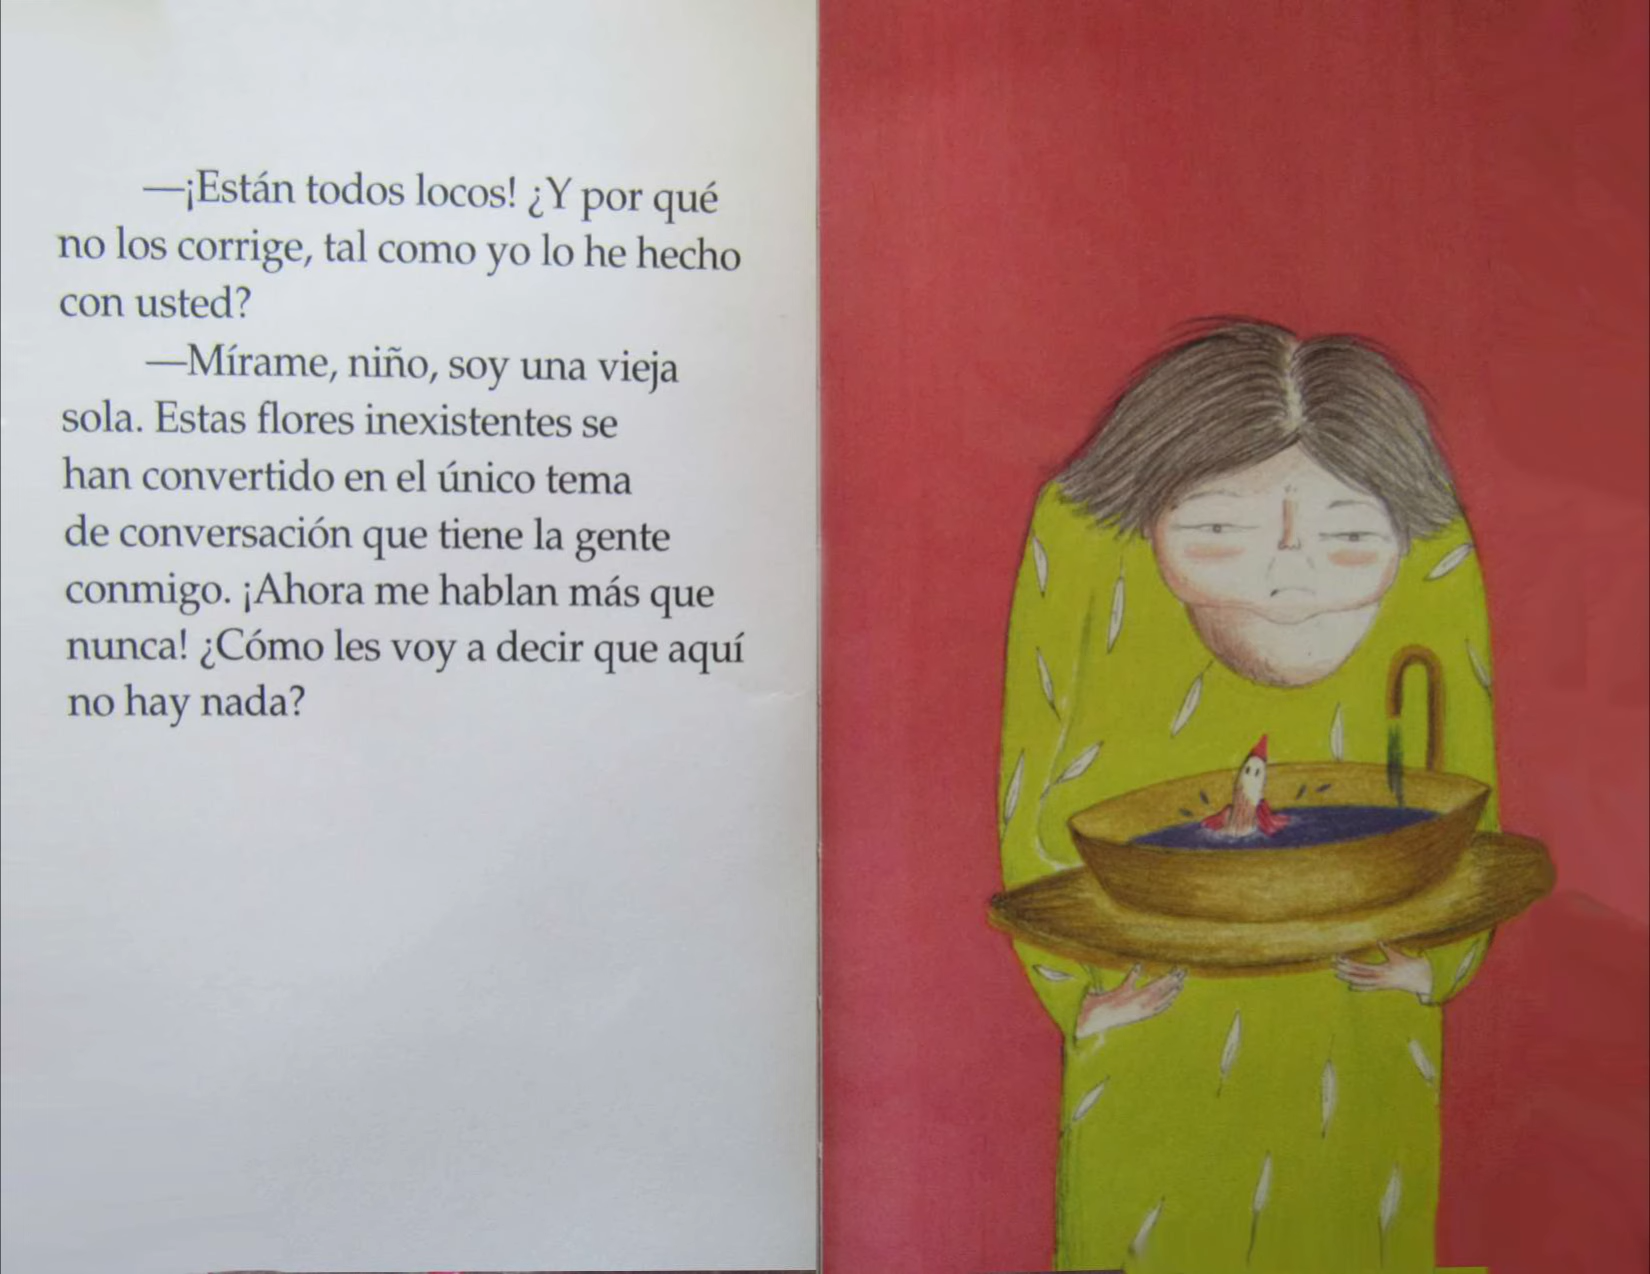 —¡Están todos locos! ¿Y por qué
no los corrige, tal como yo lo he hecho
con usted?
—Mírame, niño, soy una vieja
sola. Estas flores inexistentes se
han convertido en el único tema
de conversación que tiene la gente
conmigo. ¡Ahora me hablan más que
nunca! ¿Cómo les voy a decir que aquí
no hay nada?